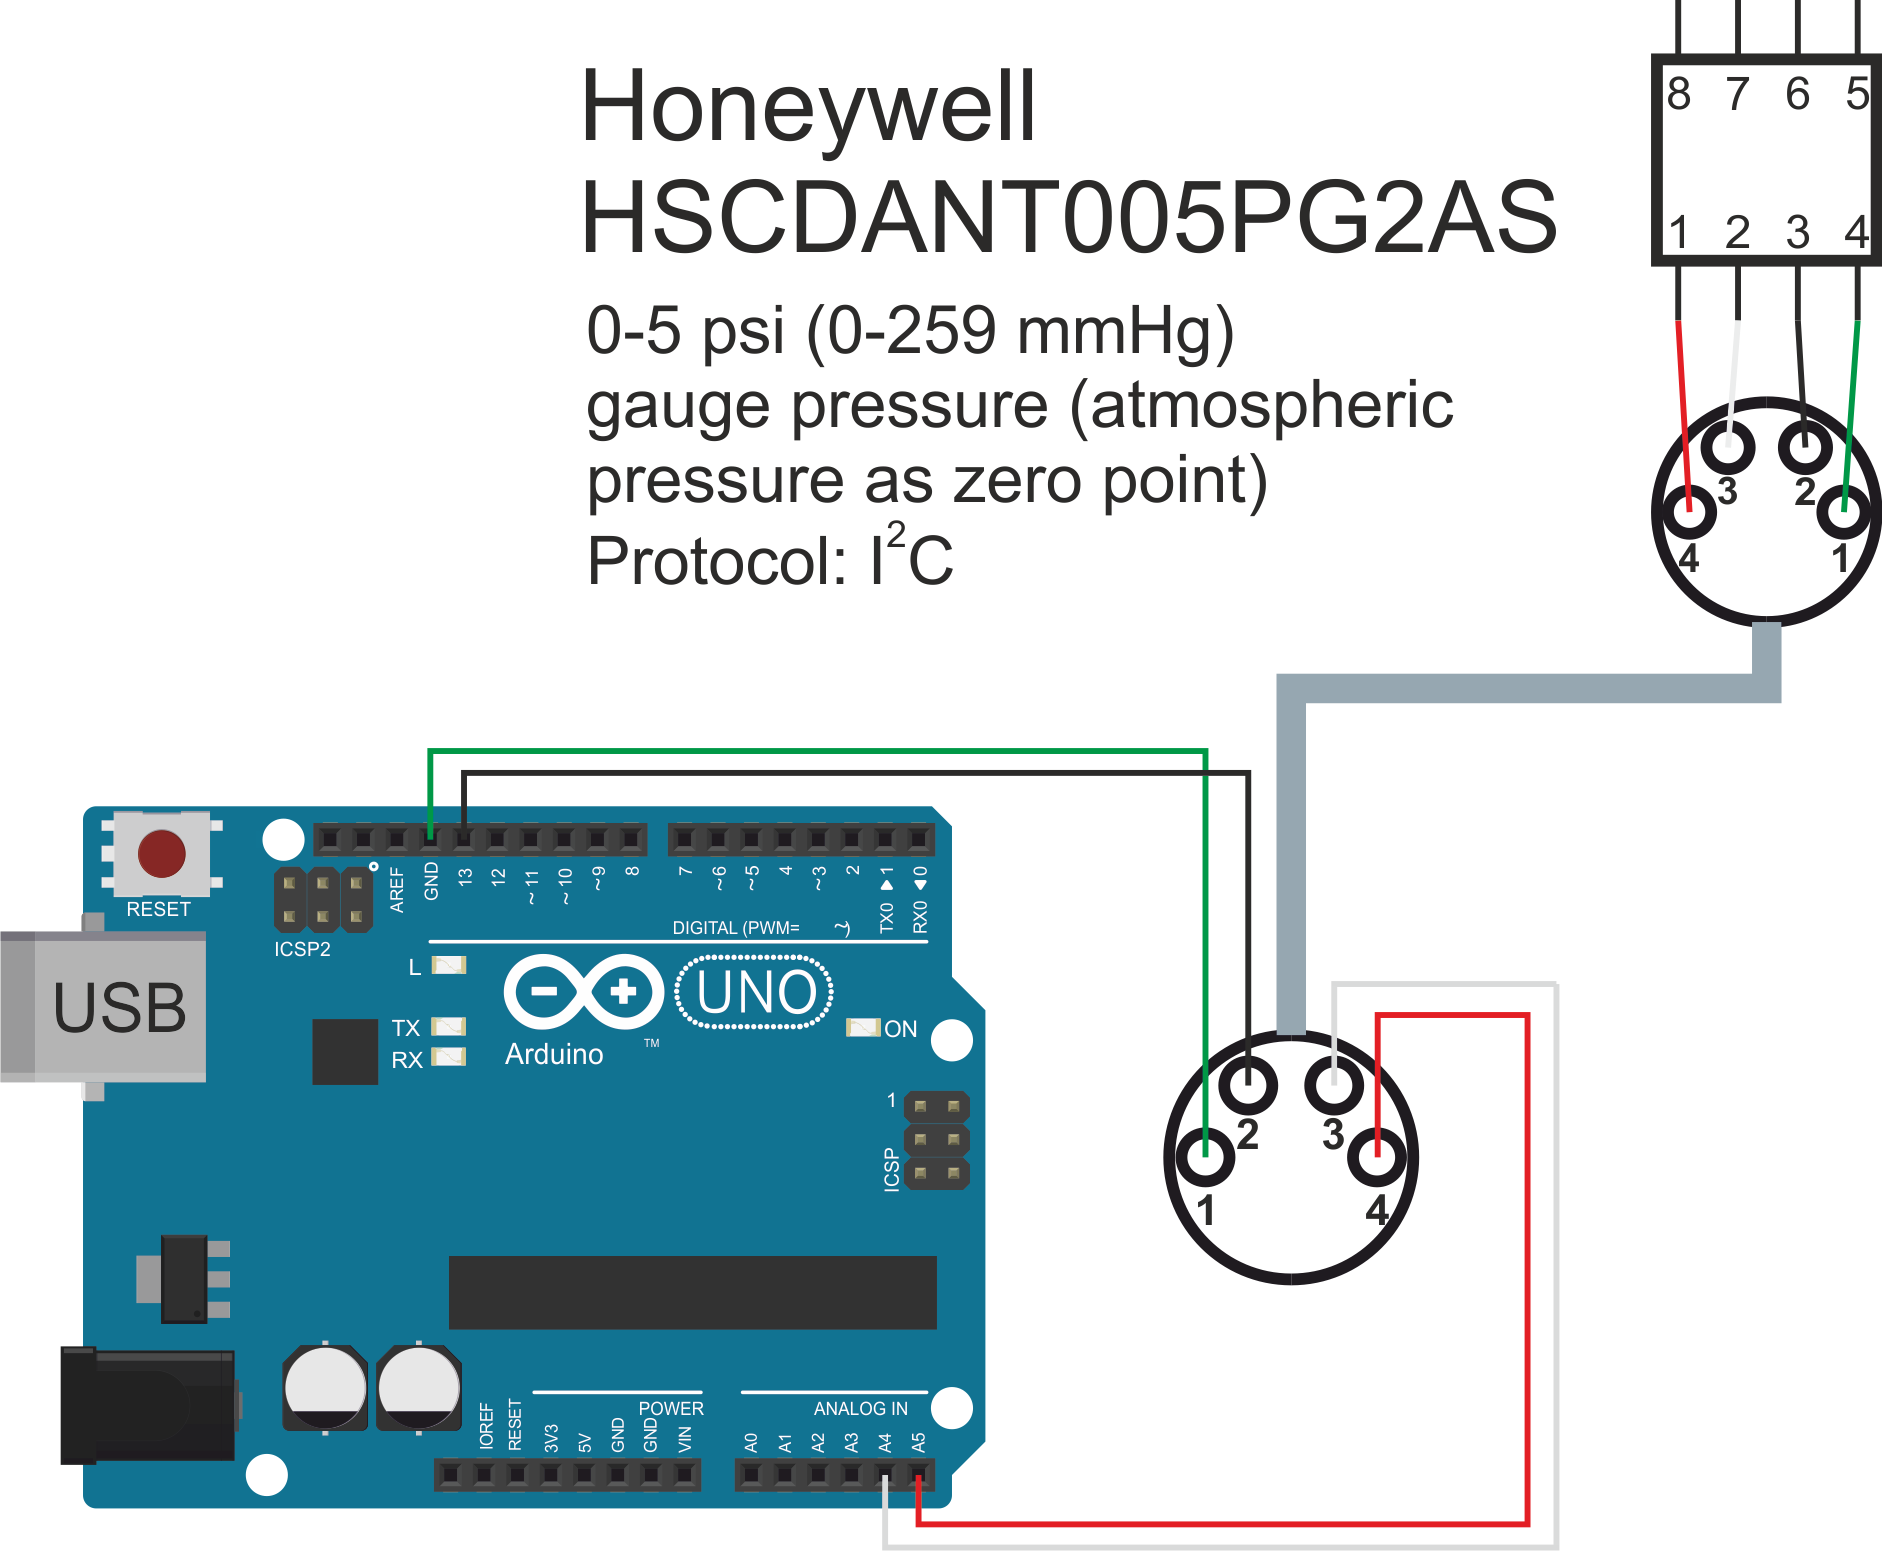 Honeywell
HSCDANT005PG2AS
0-5 psi (0-259 mmHg)
gauge pressure (atmospheric
pressure as zero point)
Protocol: I²C
8 7 6 5
1 2 3 4
3 2
4 1
RESET
ICSP2
AREF GND 13 12 ~11 ~10 ~9 8 7 ~6 ~5 4 ~3 2 TX0 ▶ 1 RX0 ◀ 0
DIGITAL (PWM= ~)
USB
L
TX
RX
Arduino
TM
UNO
ON
1
ICSP
2 3
1 4
POWER
ANALOG IN
IOREF RESET 3V3 5V GND GND VIN A0 A1 A2 A3 A4 A5